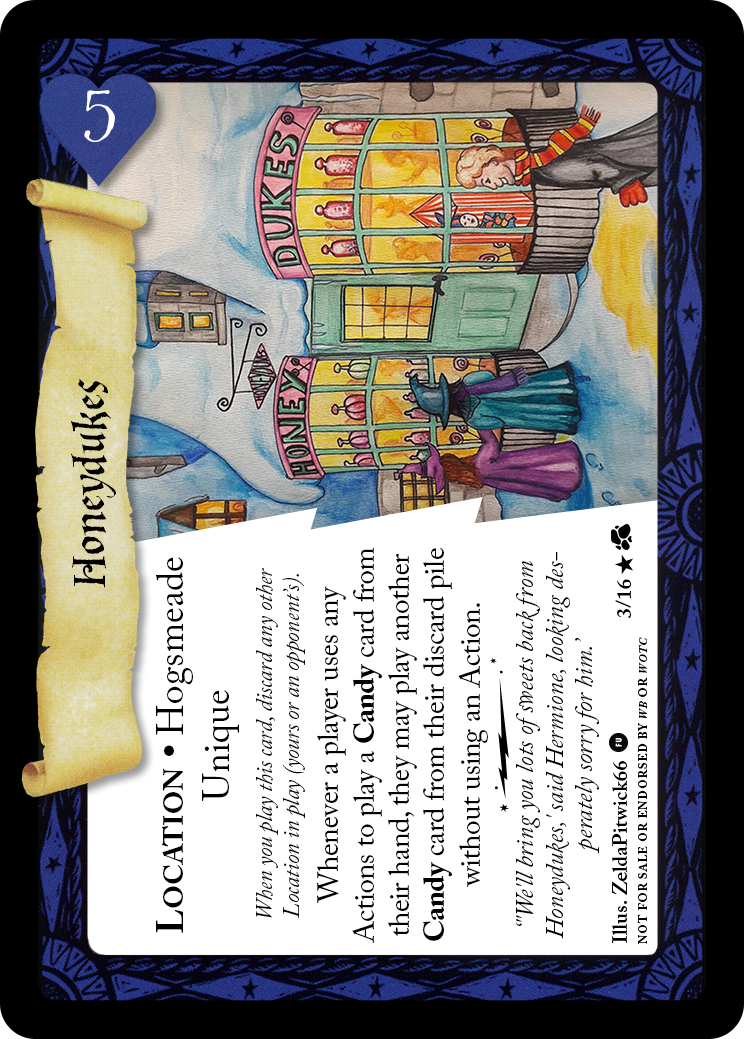 5
Honeydukes
HONEY
DUKES
LOCATION • Hogsmeade
Unique
When you play this card, discard any other
Location in play (yours or an opponent's).
Whenever a player uses any
Actions to play a Candy card from
their hand, they may play another
Candy card from their discard pile
without using an Action.
"'We'll bring you lots of sweets back from
Honeydukes,' said Hermione, looking des-
perately sorry for him.'
Illus. ZeldaPitwick66 FU 3/16
NOT FOR SALE OR ENDORSED BY WB OR WOTC